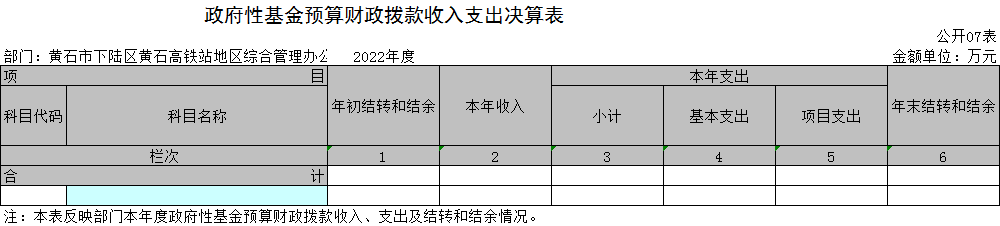 政府性基金预算财政拨款收入支出决算表
公开07表
部门：黄石市下陆区黄石高铁站地区综合管理办 2022年度 金额单位：万元
项 目 年初结转和结余 本年收入 本年支出 年末结转和结余
科目代码 科目名称 小计 基本支出 项目支出
栏次 1 2 3 4 5 6
合 计
注：本表反映部门本年度政府性基金预算财政拨款收入、支出及结转和结余情况。